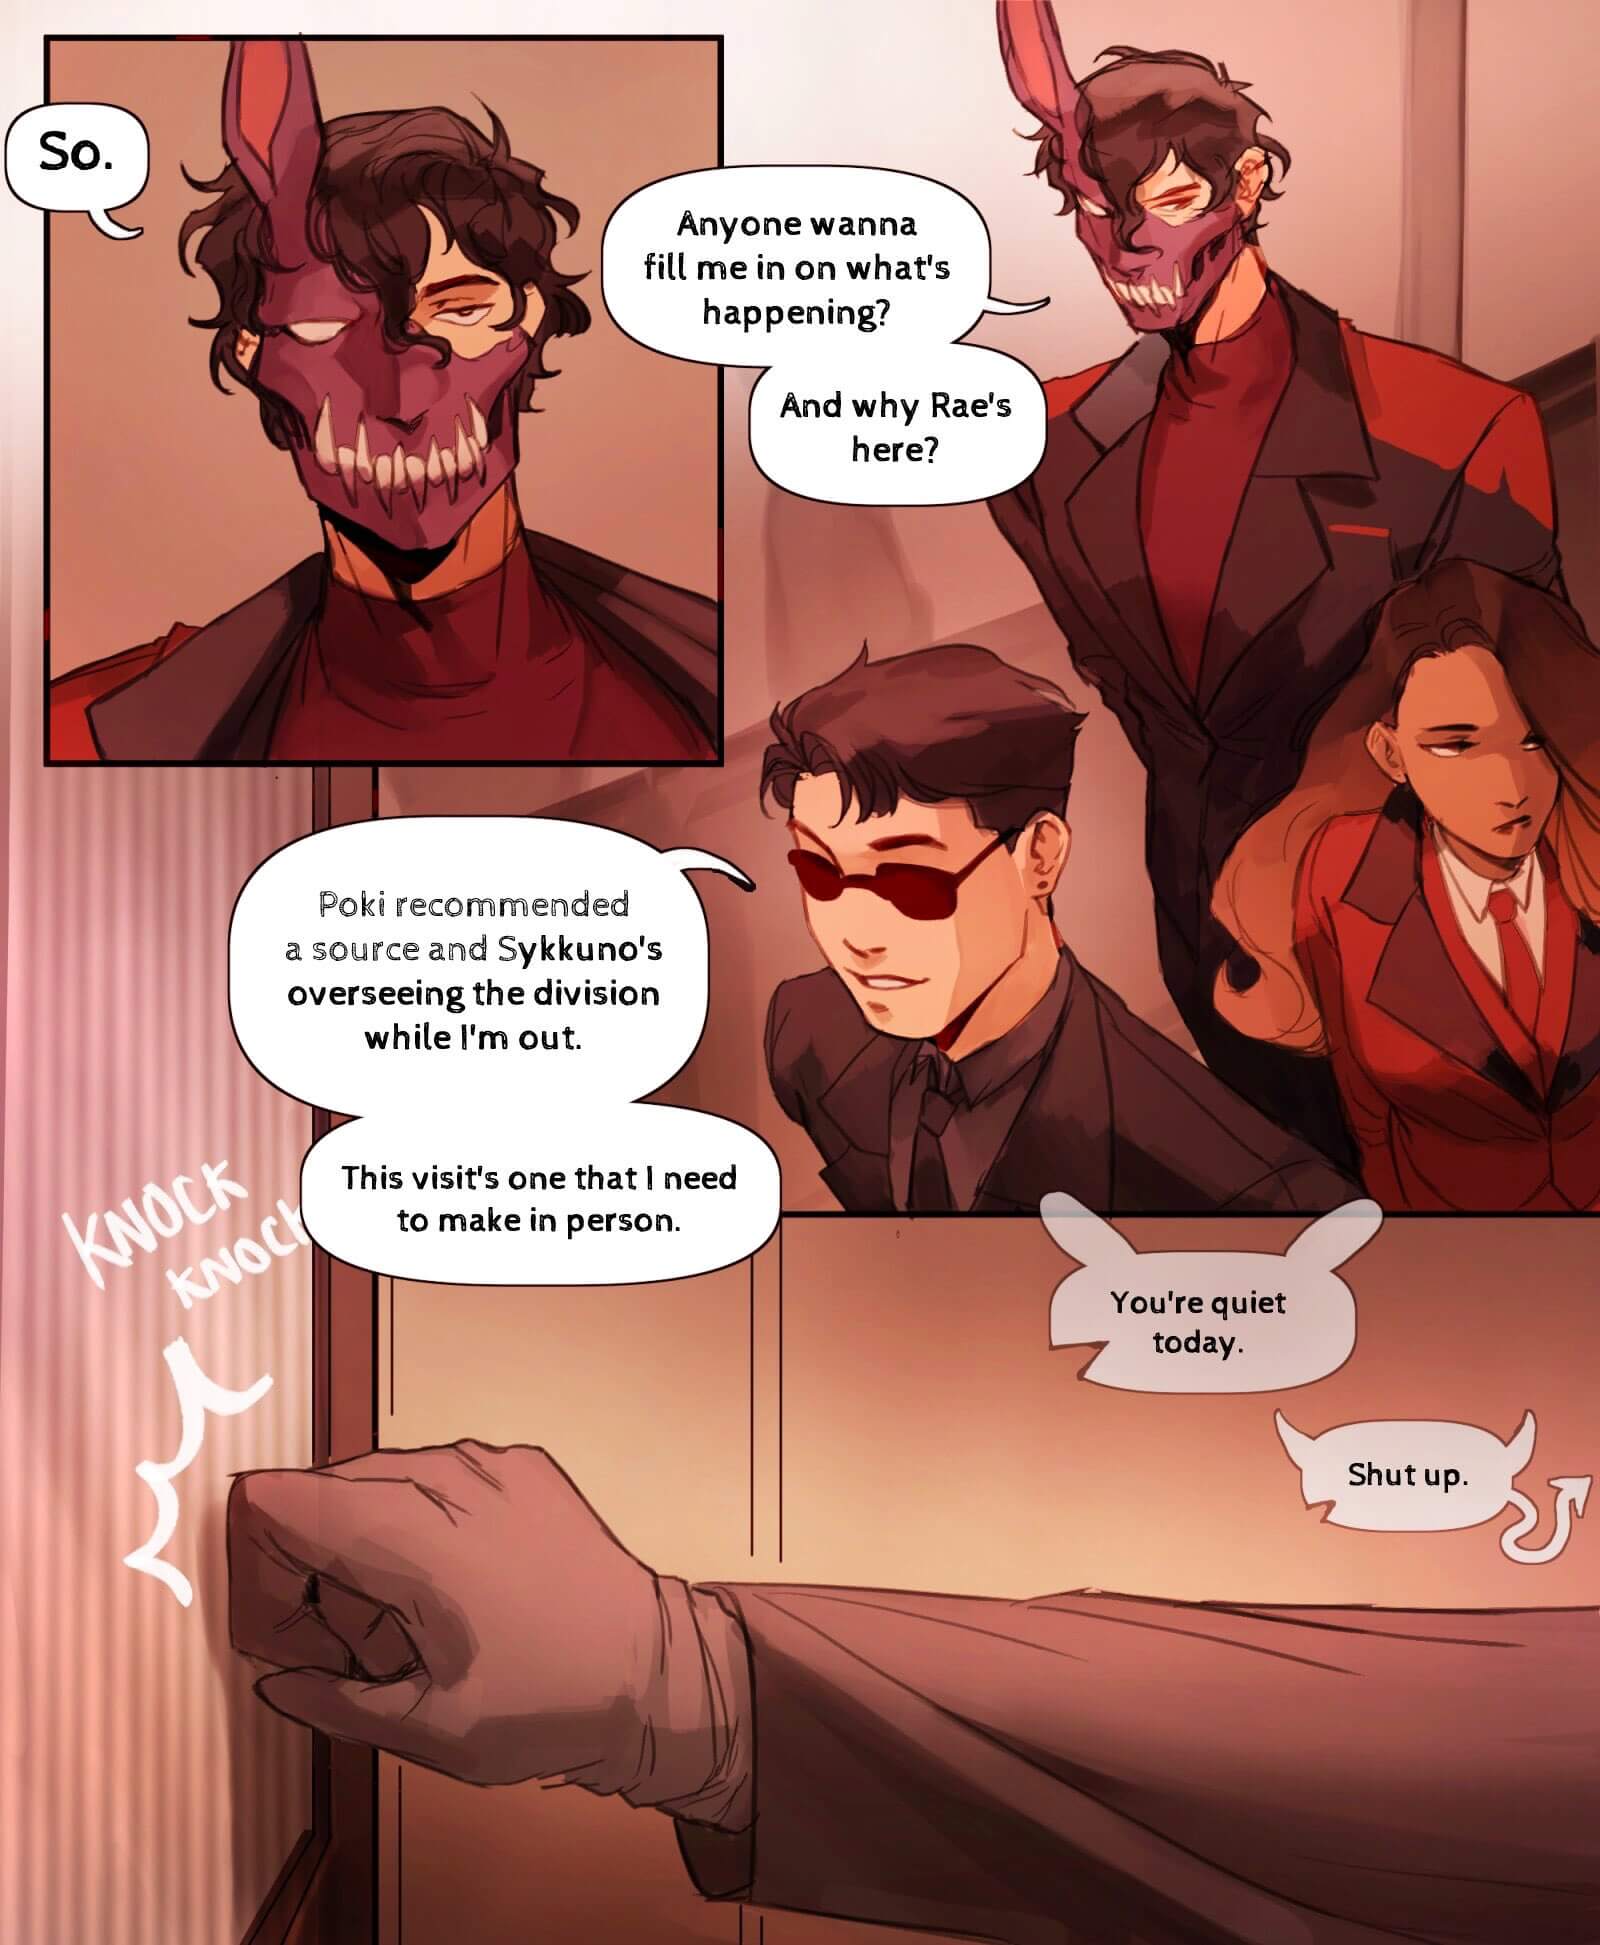 So.
Anyone wanna
fill me in on what's
happening?
And why Rae's
here?
Poki recommended
a source and Sykkuno's
overseeing the division
while I'm out.
This visit's one that I need
to make in person.
KNOCK
KNOCK
You're quiet
today.
Shut up.